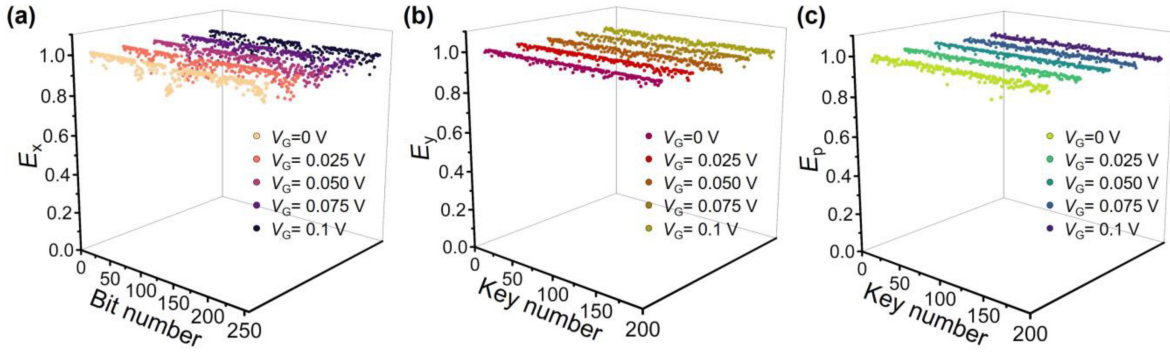 (a)
1.0
0.8
0.6
0.4
0.2
0.0
Ex
0
50
100
150
200
250
Bit number
VG=0 V
VG= 0.025 V
VG= 0.050 V
VG= 0.075 V
VG= 0.1 V
(b)
1.0
0.8
0.6
0.4
0.2
0.0
Ey
0
50
100
150
200
Key number
VG=0 V
VG= 0.025 V
VG= 0.050 V
VG= 0.075 V
VG= 0.1 V
(c)
1.0
0.8
0.6
0.4
0.2
0.0
Ep
0
50
100
150
200
Key number
VG=0 V
VG= 0.025 V
VG= 0.050 V
VG= 0.075 V
VG= 0.1 V